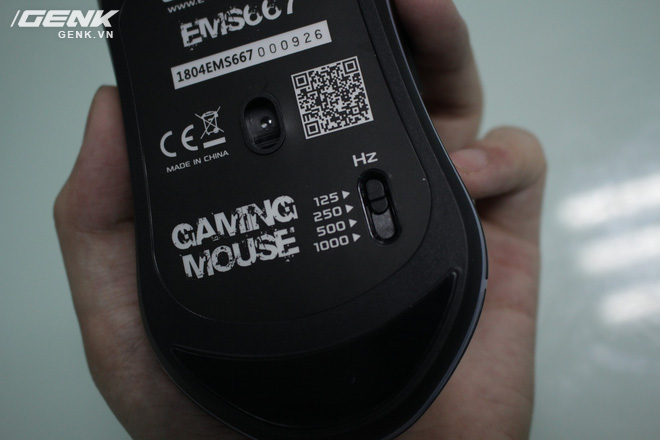 GENK
GENK.VN
EMS667
1804EMS667000926
CE
MADE IN CHINA
Hz
125
250
500
1000
GAMING
MOUSE